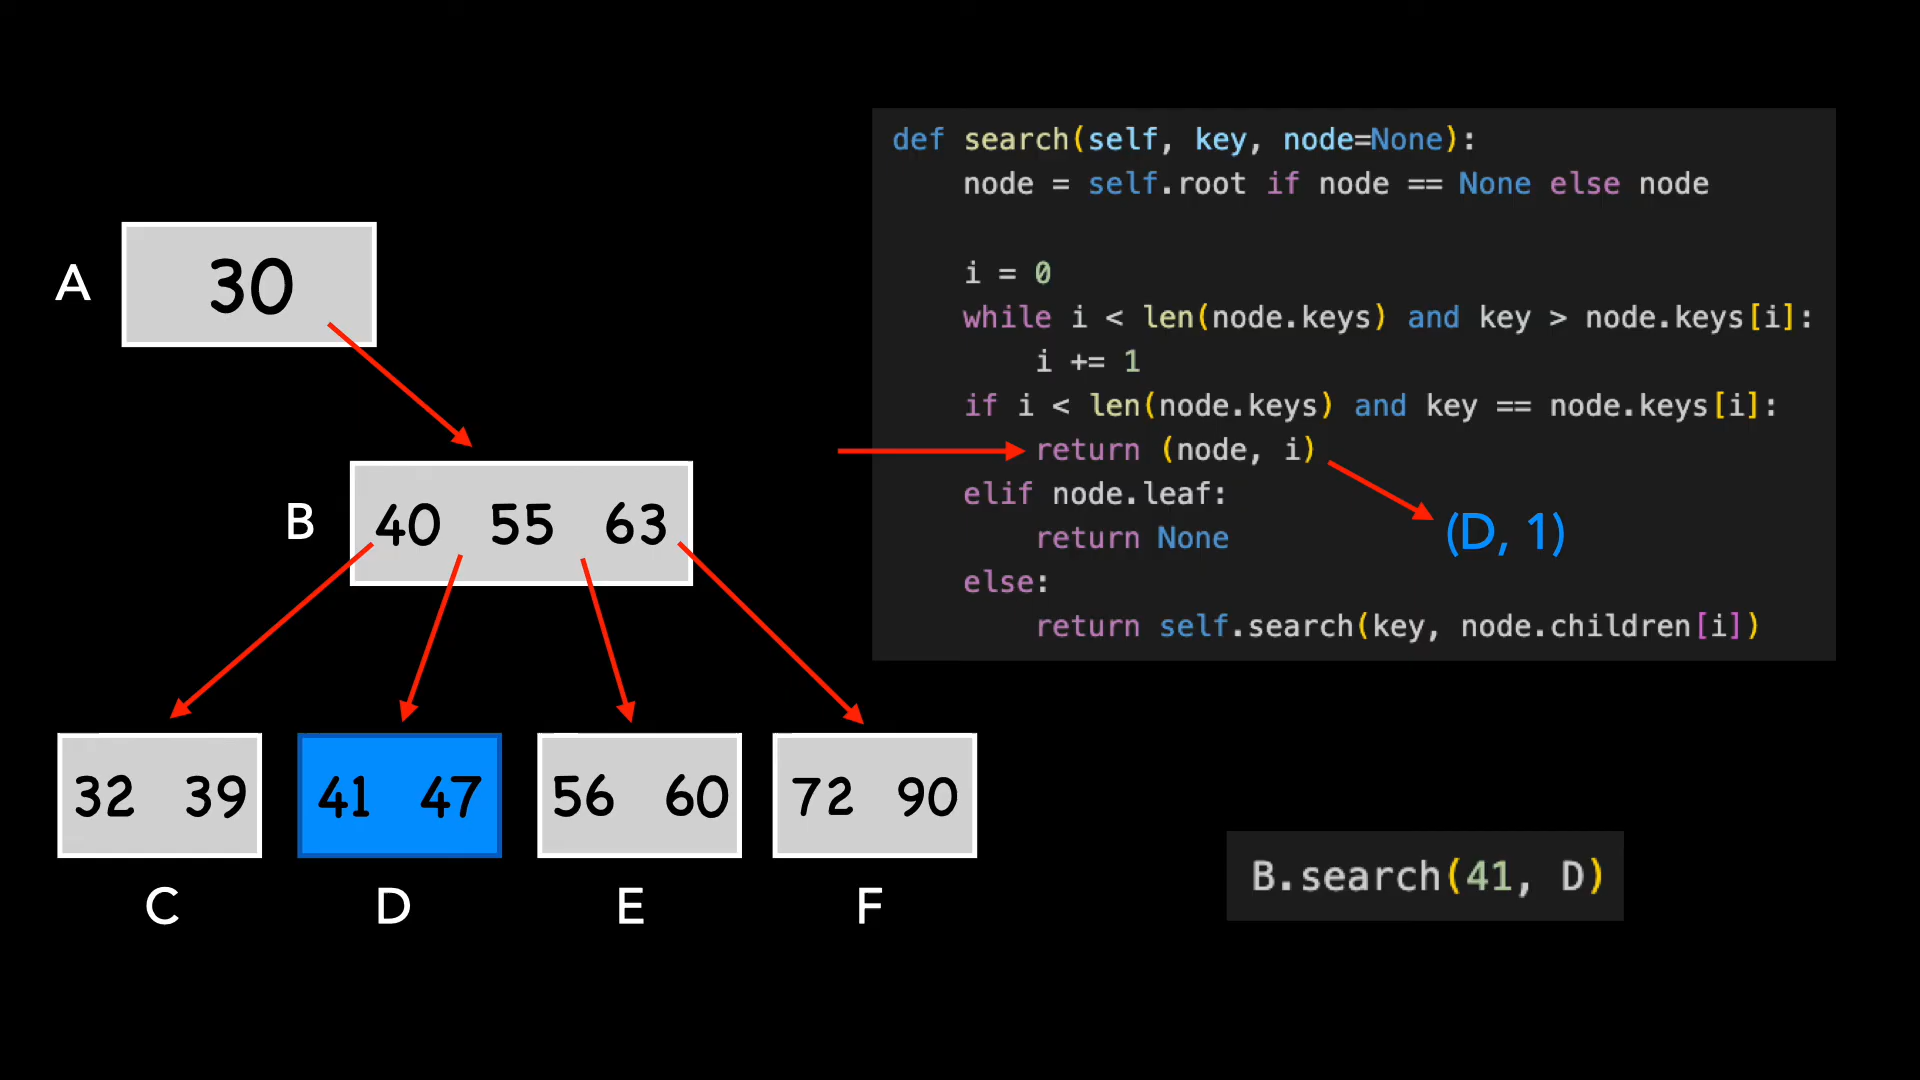 def search(self, key, node=None):
node = self.root if node == None else node
i = 0
while i < len(node.keys) and key > node.keys[i]:
i += 1
if i < len(node.keys) and key == node.keys[i]:
return (node, i)
elif node.leaf:
return None
else:
return self.search(key, node.children[i])
(D, 1)
A
30
B
40 55 63
32 39
41 47
56 60
72 90
C
D
E
F
B.search(41, D)